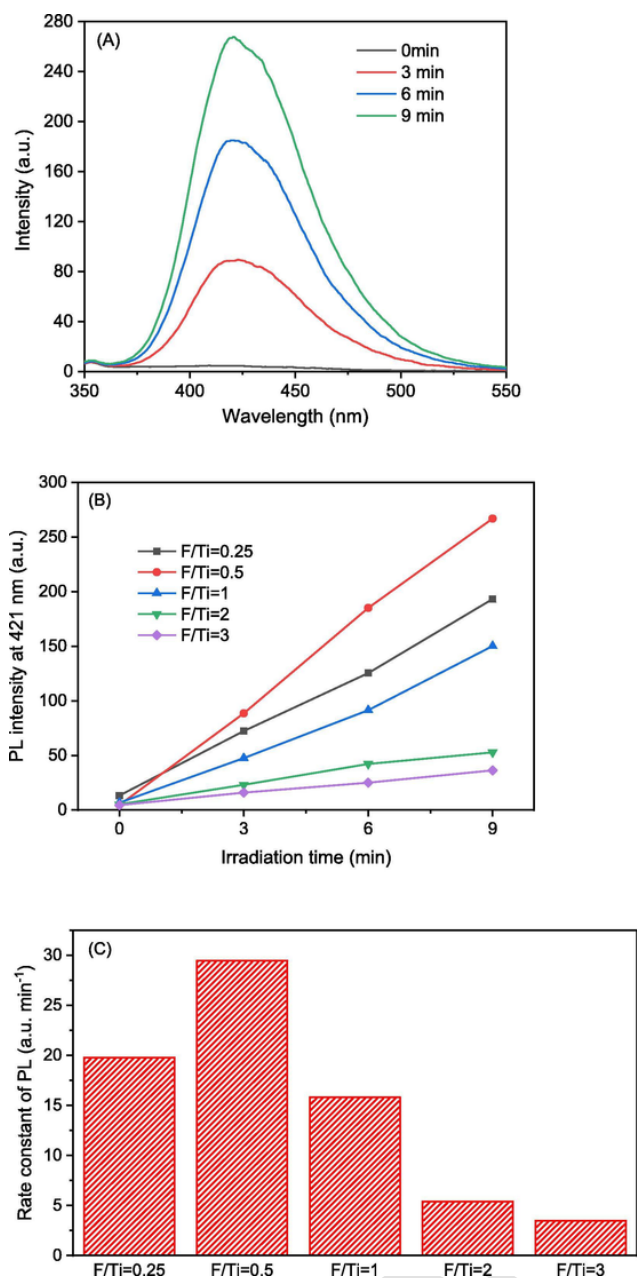 (A)
0min
3 min
6 min
9 min
Intensity (a.u.)
280
240
200
160
120
80
40
0
350 400 450 500 550
Wavelength (nm)
(B)
F/Ti=0.25
F/Ti=0.5
F/Ti=1
F/Ti=2
F/Ti=3
PL intensity at 421 nm (a.u.)
300
250
200
150
100
50
0
0 3 6 9
Irradiation time (min)
(C)
Rate constant of PL (a.u. min⁻¹)
30
25
20
15
10
5
0
F/Ti=0.25 F/Ti=0.5 F/Ti=1 F/Ti=2 F/Ti=3